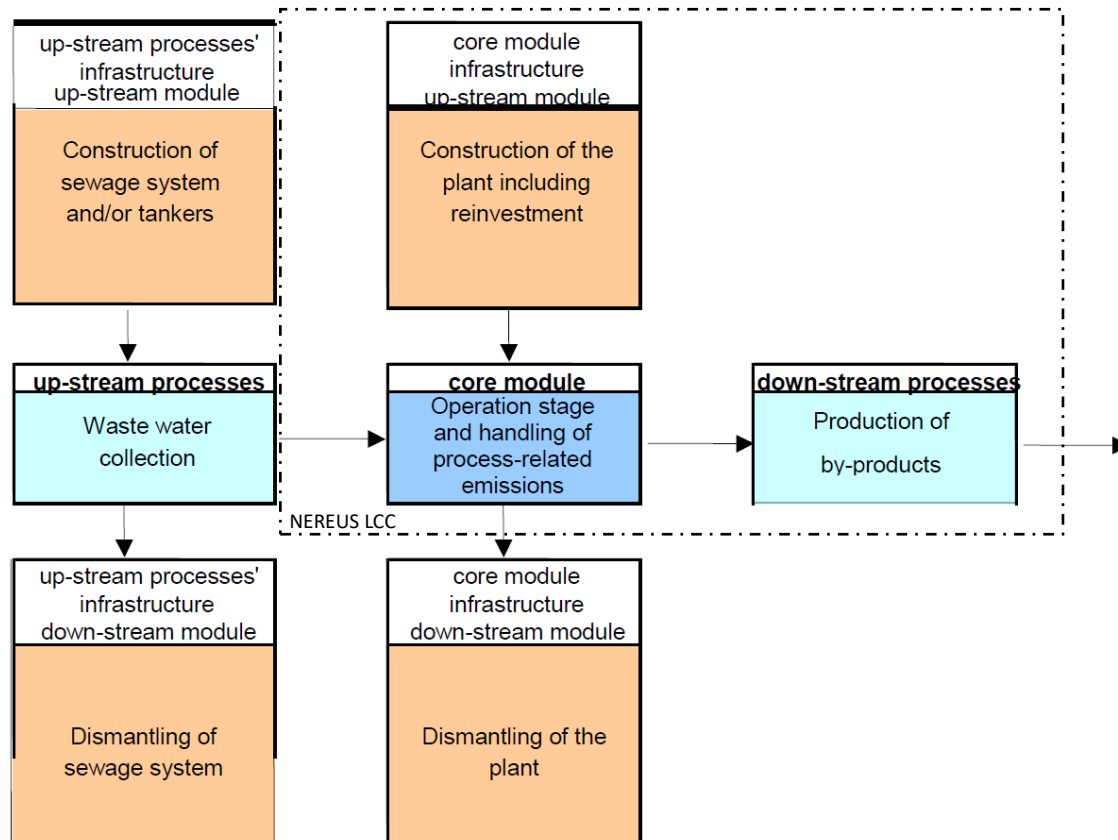 up-stream processes'
infrastructure
up-stream module
Construction of
sewage system
and/or tankers
core module
infrastructure
up-stream module
Construction of the
plant including
reinvestment
up-stream processes
Waste water
collection
core module
Operation stage
and handling of
process-related
emissions
down-stream processes
Production of
by-products
NEREUS LCC
up-stream processes'
infrastructure
down-stream module
Dismantling of
sewage system
core module
infrastructure
down-stream module
Dismantling of the
plant